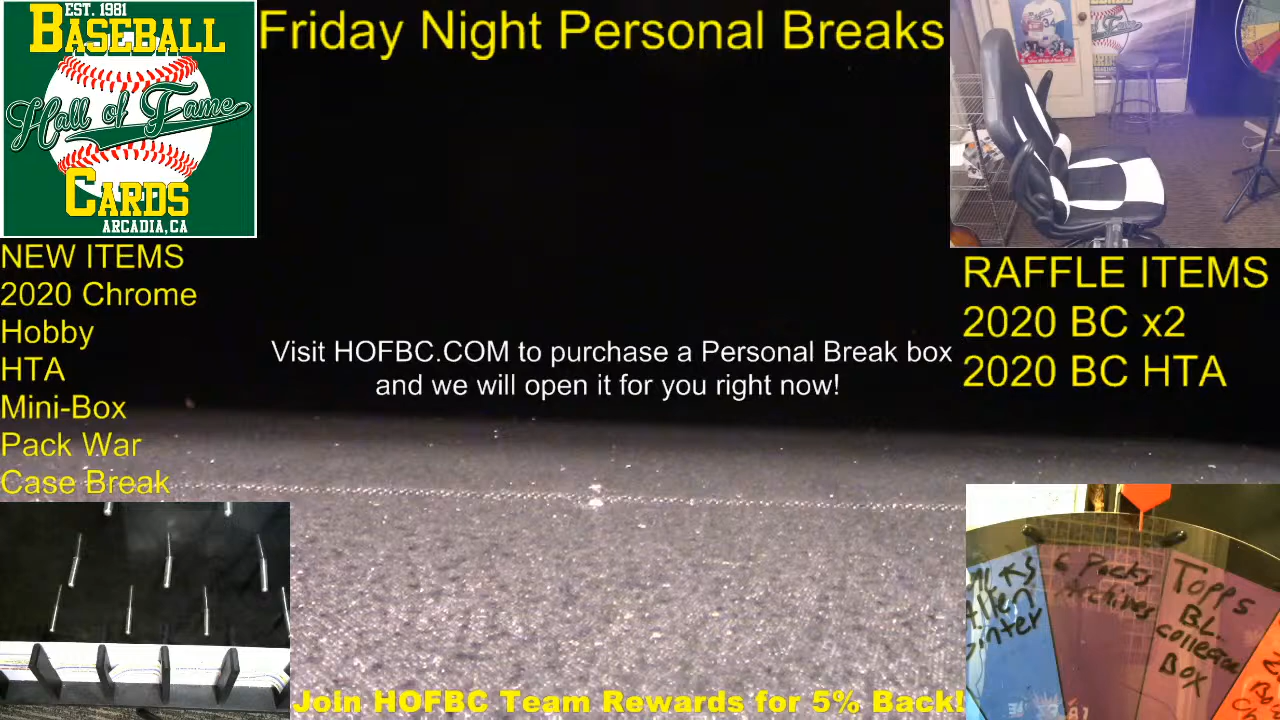 EST. 1981
BASEBALL
Hall of Fame
CARDS
ARCADIA, CA
Friday Night Personal Breaks
34
NEW ITEMS
2020 Chrome
Hobby
HTA
Mini-Box
Pack War
Case Break
Visit HOFBC.COM to purchase a Personal Break box
and we will open it for you right now!
RAFFLE ITEMS
2020 BC x2
2020 BC HTA
6 Packs
Archives
Topps
BL.
collector
BOX
Join HOFBC Team Rewards for 5% Back!